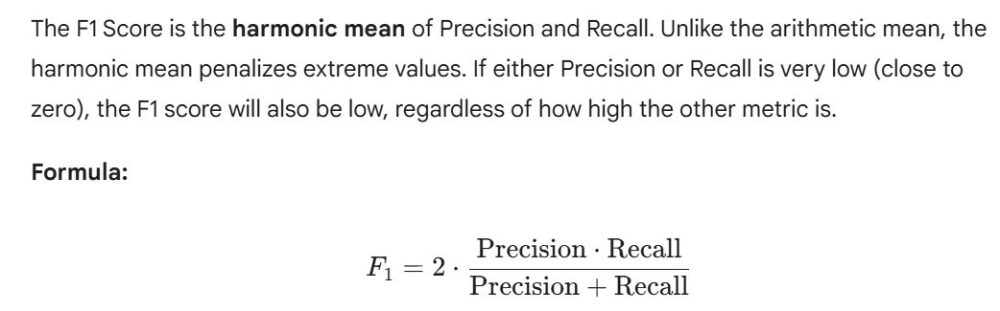 The F1 Score is the harmonic mean of Precision and Recall. Unlike the arithmetic mean, the
harmonic mean penalizes extreme values. If either Precision or Recall is very low (close to
zero), the F1 score will also be low, regardless of how high the other metric is.
Formula:
F₁ = 2 · (Precision · Recall) / (Precision + Recall)